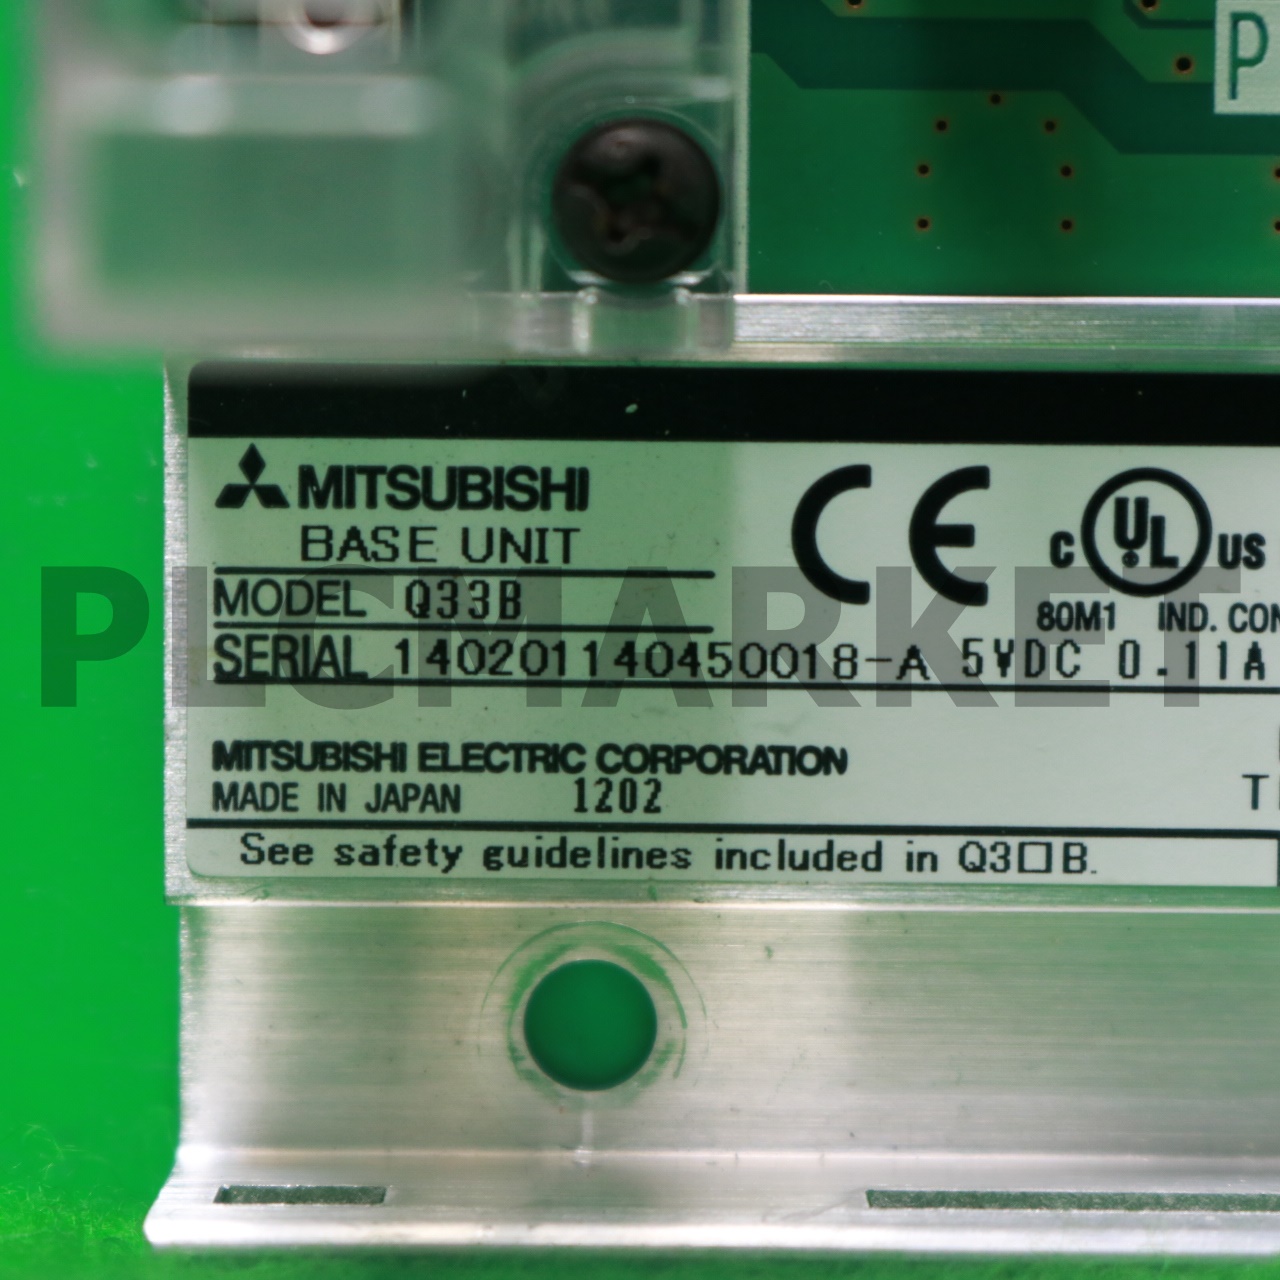 P
MITSUBISHI
BASE UNIT
CE
C UL US
MODEL Q33B
80M1 IND. CON
SERIAL 140201140450018-A 5VDC 0.11A
PLCMARKET
MITSUBISHI ELECTRIC CORPORATION
MADE IN JAPAN 1202
T
See safety guidelines included in Q3□B.